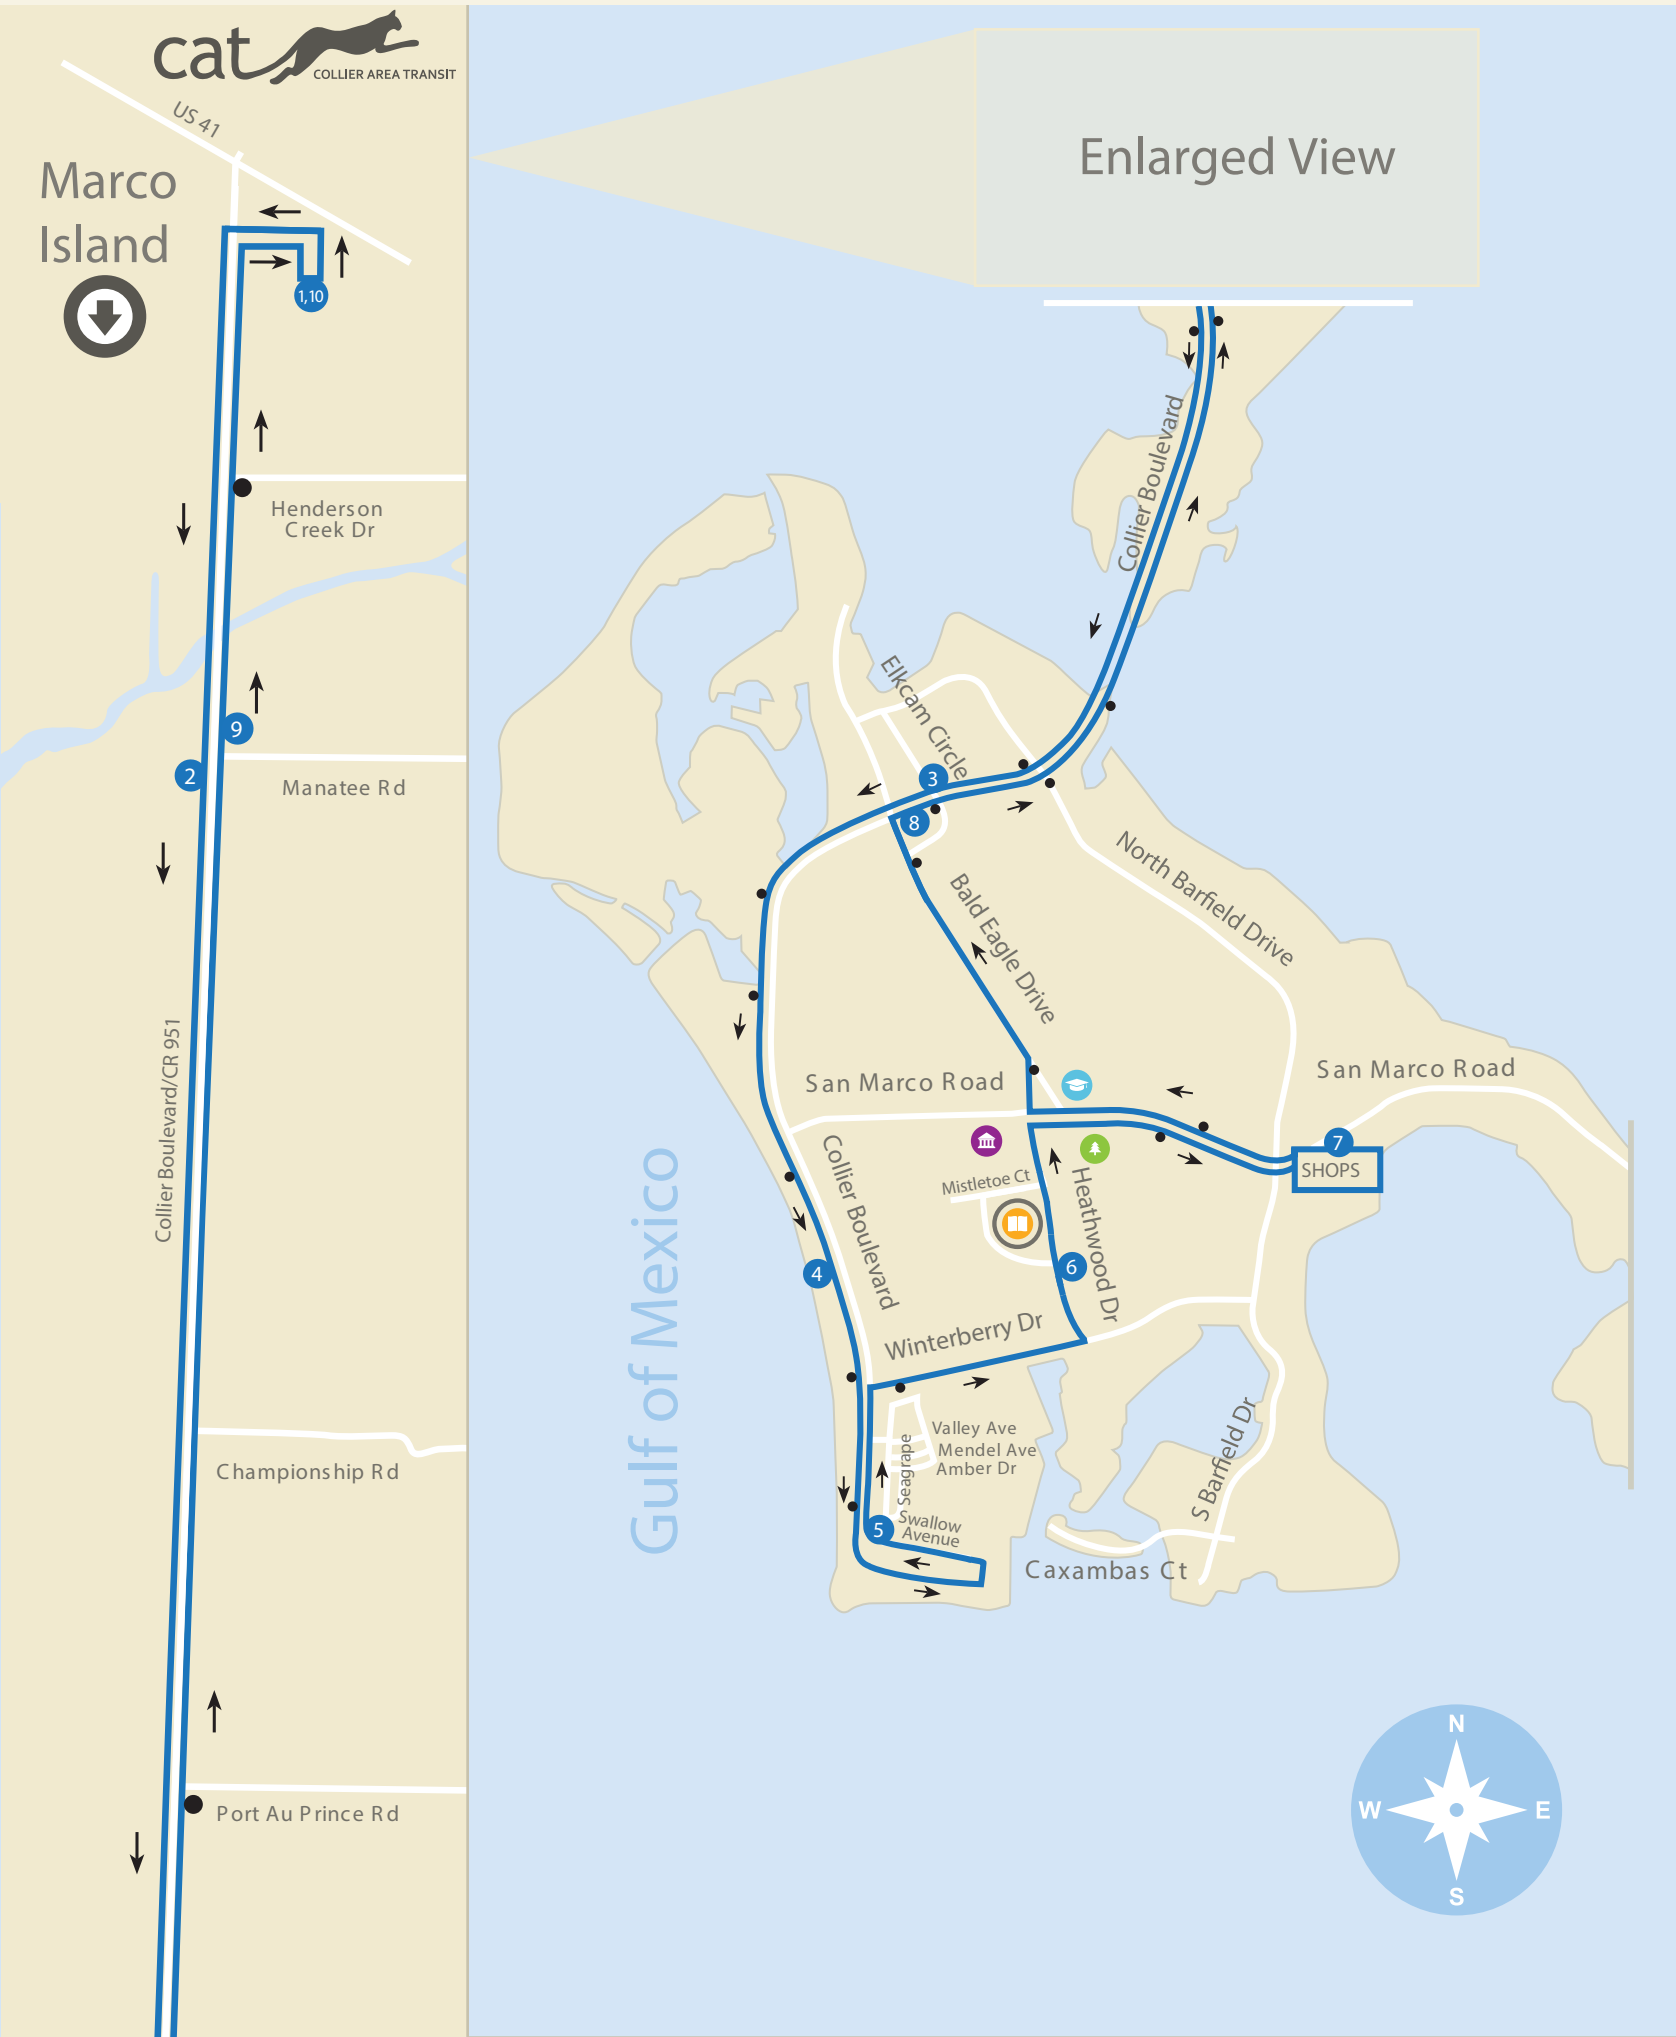 cat
COLLIER AREA TRANSIT
US 41
Marco
Island
1,10
Henderson
Creek Dr
9
2
Manatee Rd
Collier Boulevard/CR 951
Championship Rd
Port Au Prince Rd
Enlarged View
Collier Boulevard
Elkcam Circle
3
8
North Barfield Drive
Bald Eagle Drive
San Marco Road
San Marco Road
7
SHOPS
Mistletoe Ct
Heathwood Dr
6
Collier Boulevard
4
Gulf of Mexico
Winterberry Dr
Valley Ave
Mendel Ave
Amber Dr
Seagrape
Swallow
Avenue
5
S Barfield Dr
Caxambas Ct
N
W
E
S